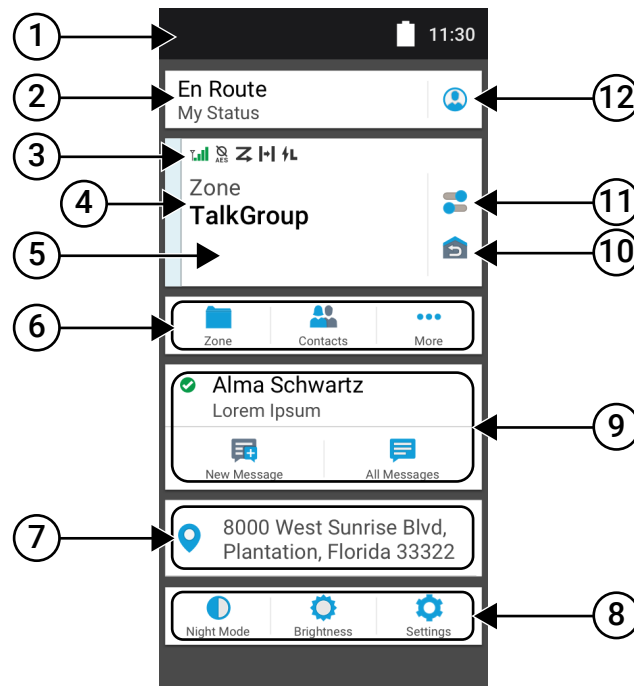 1
11:30
2
En Route
My Status
12
3
AES
L
4
Zone
TalkGroup
11
5
10
6
Zone
Contacts
More
Alma Schwartz
Lorem Ipsum
9
New Message
All Messages
7
8000 West Sunrise Blvd,
Plantation, Florida 33322
8
Night Mode
Brightness
Settings